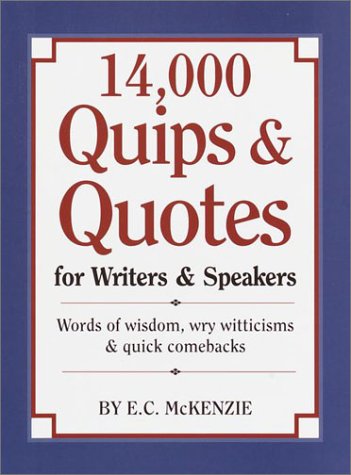 14,000
Quips &
Quotes
for Writers & Speakers
Words of wisdom, wry witticisms
& quick comebacks
BY E.C. McKENZIE